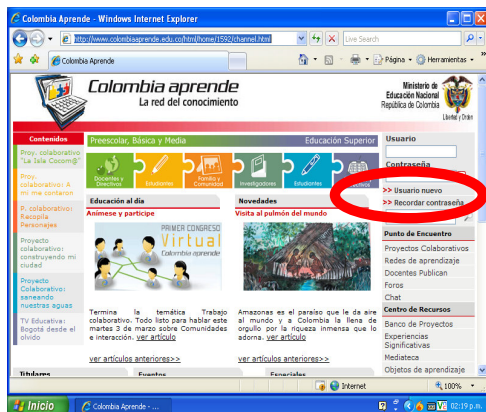 Colombia Aprende - Windows Internet Explorer
http://www.colombiaaprende.edu.co/html/home/1592/channel.html
Live Search
Colombia Aprende
Página
Herramientas
Colombia aprende
La red del conocimiento
Ministerio de
Educación Nacional
República de Colombia
Libertad y Orden
Contenidos
Proy. colaborativo
"La Isla Cocom@"
Proy.
colaborativo: A
mí me contaron
P. colaborativo:
Recopila
Personajes
Proyecto
colaborativo:
construyendo mi
ciudad
Proyecto
Colaborativo:
saneando
nuestras aguas
TV Educativa:
Bogotá desde el
olvido
Titulares
Preescolar, Básica y Media
Educación Superior
Docentes y
Directivos
Estudiantes
Familia y
Comunidad
Investigadores
Estudiantes
Directivos
Educación al día
Anímese y participe
PRIMER CONGRESO
Virtual
Colombia aprende
Termina la temática Trabajo
colaborativo. Todo listo para hablar este
martes 3 de marzo sobre Comunidades
e interacción. ver artículo
ver artículos anteriores>>
Eventos
Novedades
Visita al pulmón del mundo
Amazonas es el paraíso que le da aire
al mundo y a Colombia la llena de
orgullo por la riqueza inmensa que lo
adorna. ver artículo
ver artículos anteriores>>
Especiales
Usuario
Contraseña
>> Usuario nuevo
>> Recordar contraseña
Punto de Encuentro
Proyectos Colaborativos
Redes de aprendizaje
Docentes Publican
Foros
Chat
Centro de Recursos
Banco de Proyectos
Experiencias
Significativas
Mediateca
Objetos de aprendizaje
Internet
100%
Inicio
Colombia Aprende - ...
02:19 p.m.